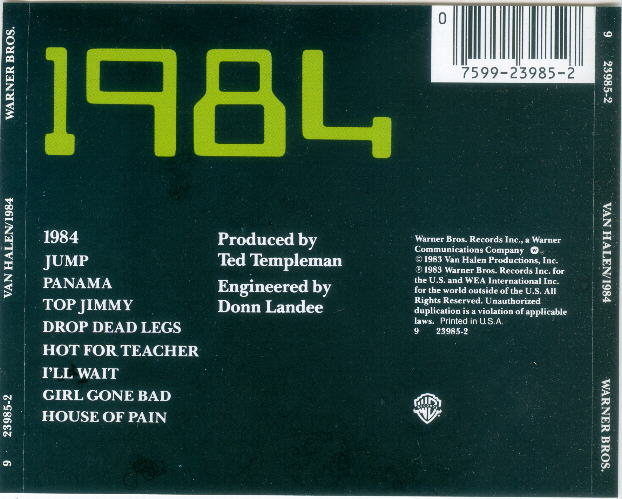 WARNER BROS.
VAN HALEN/1984
9 23985-2
1984
0
7599-23985-2
1984
JUMP
PANAMA
TOP JIMMY
DROP DEAD LEGS
HOT FOR TEACHER
I'LL WAIT
GIRL GONE BAD
HOUSE OF PAIN
Produced by
Ted Templeman
Engineered by
Donn Landee
Warner Bros. Records Inc., a Warner
Communications Company
© 1983 Van Halen Productions, Inc.
℗ 1983 Warner Bros. Records Inc. for
the U.S. and WEA International Inc.
for the world outside of the U.S. All
Rights Reserved. Unauthorized
duplication is a violation of applicable
laws. Printed in U.S.A.
9 23985-2
9 23985-2
VAN HALEN/1984
WARNER BROS.